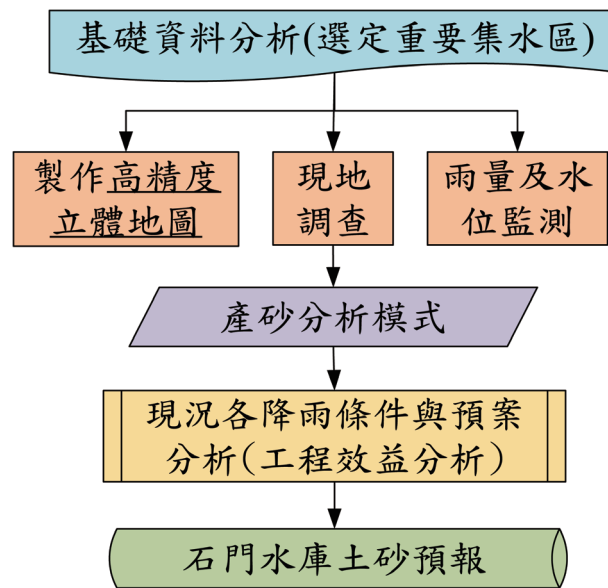 基礎資料分析(選定重要集水區)
製作高精度
立體地圖
現地
調查
雨量及水
位監測
產砂分析模式
現況各降雨條件與預案
分析(工程效益分析)
石門水庫土砂預報